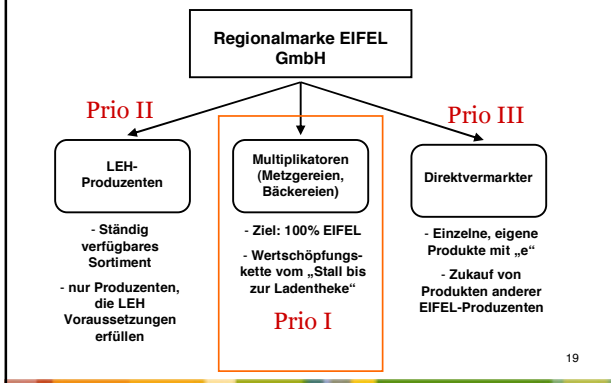 Regionalmarke EIFEL
GmbH
Prio II
Prio III
LEH-
Produzenten
- Ständig
verfügbares
Sortiment
- nur Produzenten,
die LEH
Voraussetzungen
erfüllen
Multiplikatoren
(Metzgereien,
Bäckereien)
- Ziel: 100% EIFEL
- Wertschöpfungs-
kette vom „Stall bis
zur Ladentheke“
Prio I
Direktvermarkter
- Einzelne, eigene
Produkte mit „e“
- Zukauf von
Produkten anderer
EIFEL-Produzenten
19